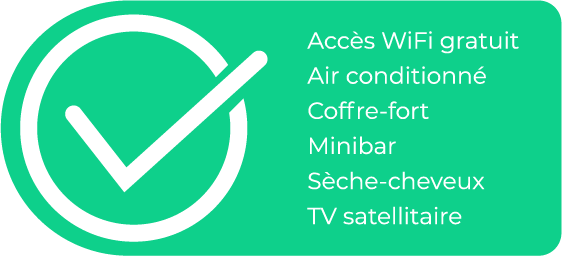 Accès WiFi gratuit
Air conditionné
Coffre-fort
Minibar
Sèche-cheveux
TV satellitaire